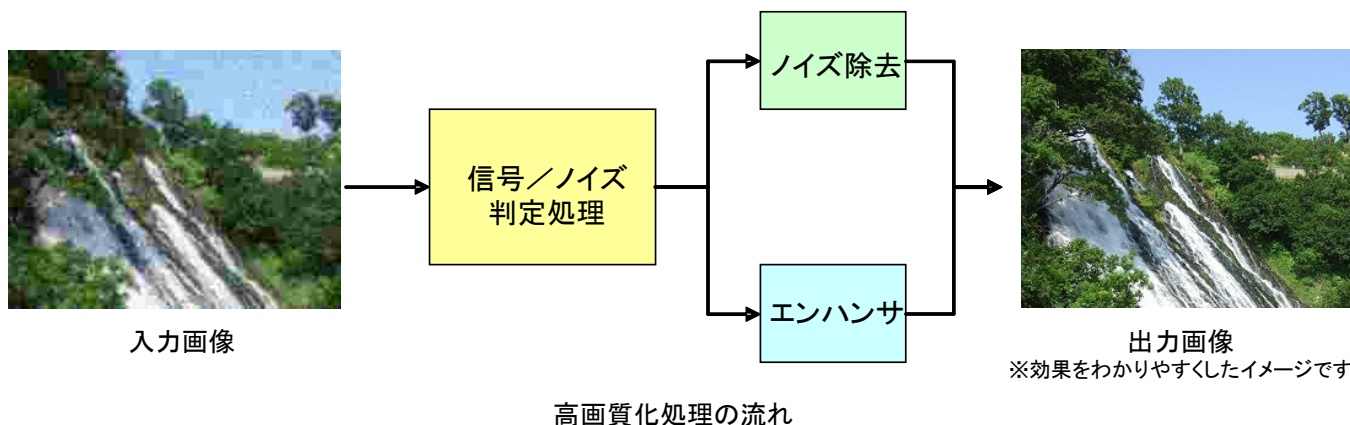 ノイズ除去
信号／ノイズ
判定処理
エンハンサ
入力画像
出力画像
※効果をわかりやすくしたイメージです
高画質化処理の流れ